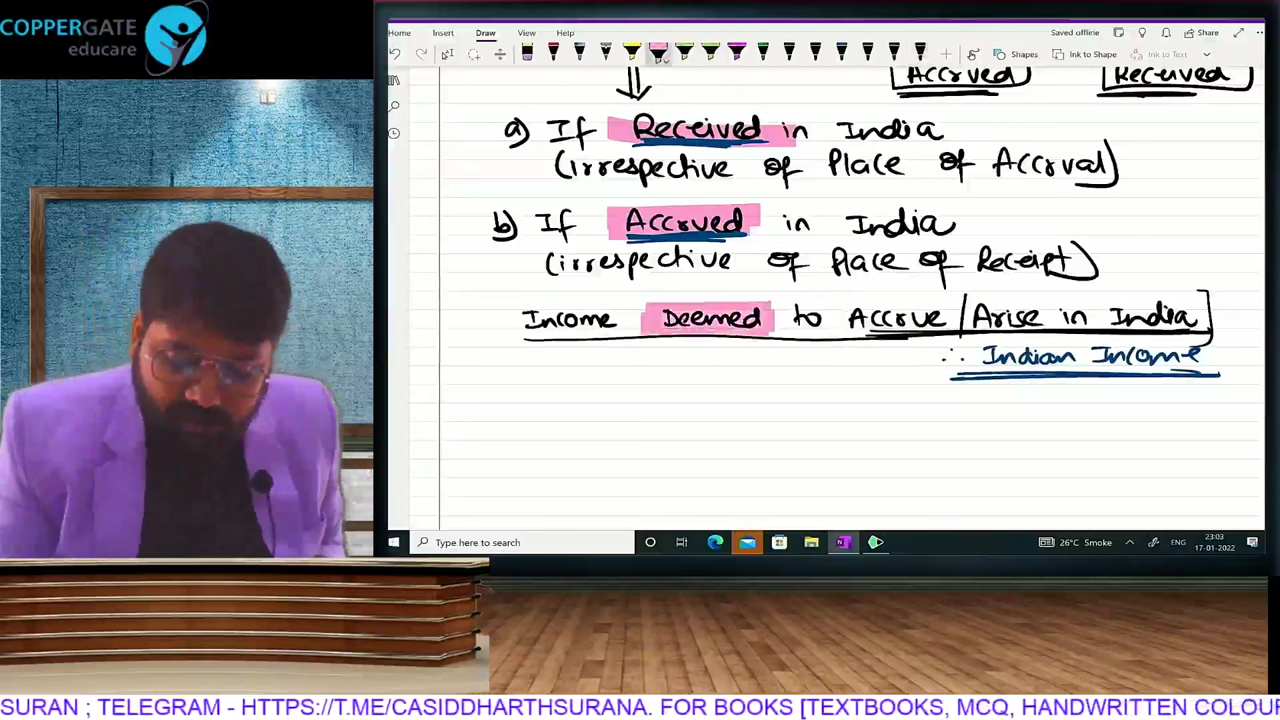 COPPERGATE
educare
Home Insert Draw View Help
Saved offline
Share
Shapes
Ink to Shape
Ink to Text
Accrued
Received
a) If Received in India
(irrespective of Place of Accrual)
b) If Accrued in India
(irrespective of Place of Receipt)
Income Deemed to Accrue / Arise in India
∴ Indian Income
Type here to search
26°C Smoke
ENG
23:03
17-01-2022
SURAN ; TELEGRAM - HTTPS://T.ME/CASIDDHARTHSURANA. FOR BOOKS [TEXTBOOKS, MCQ, HANDWRITTEN COLOUR